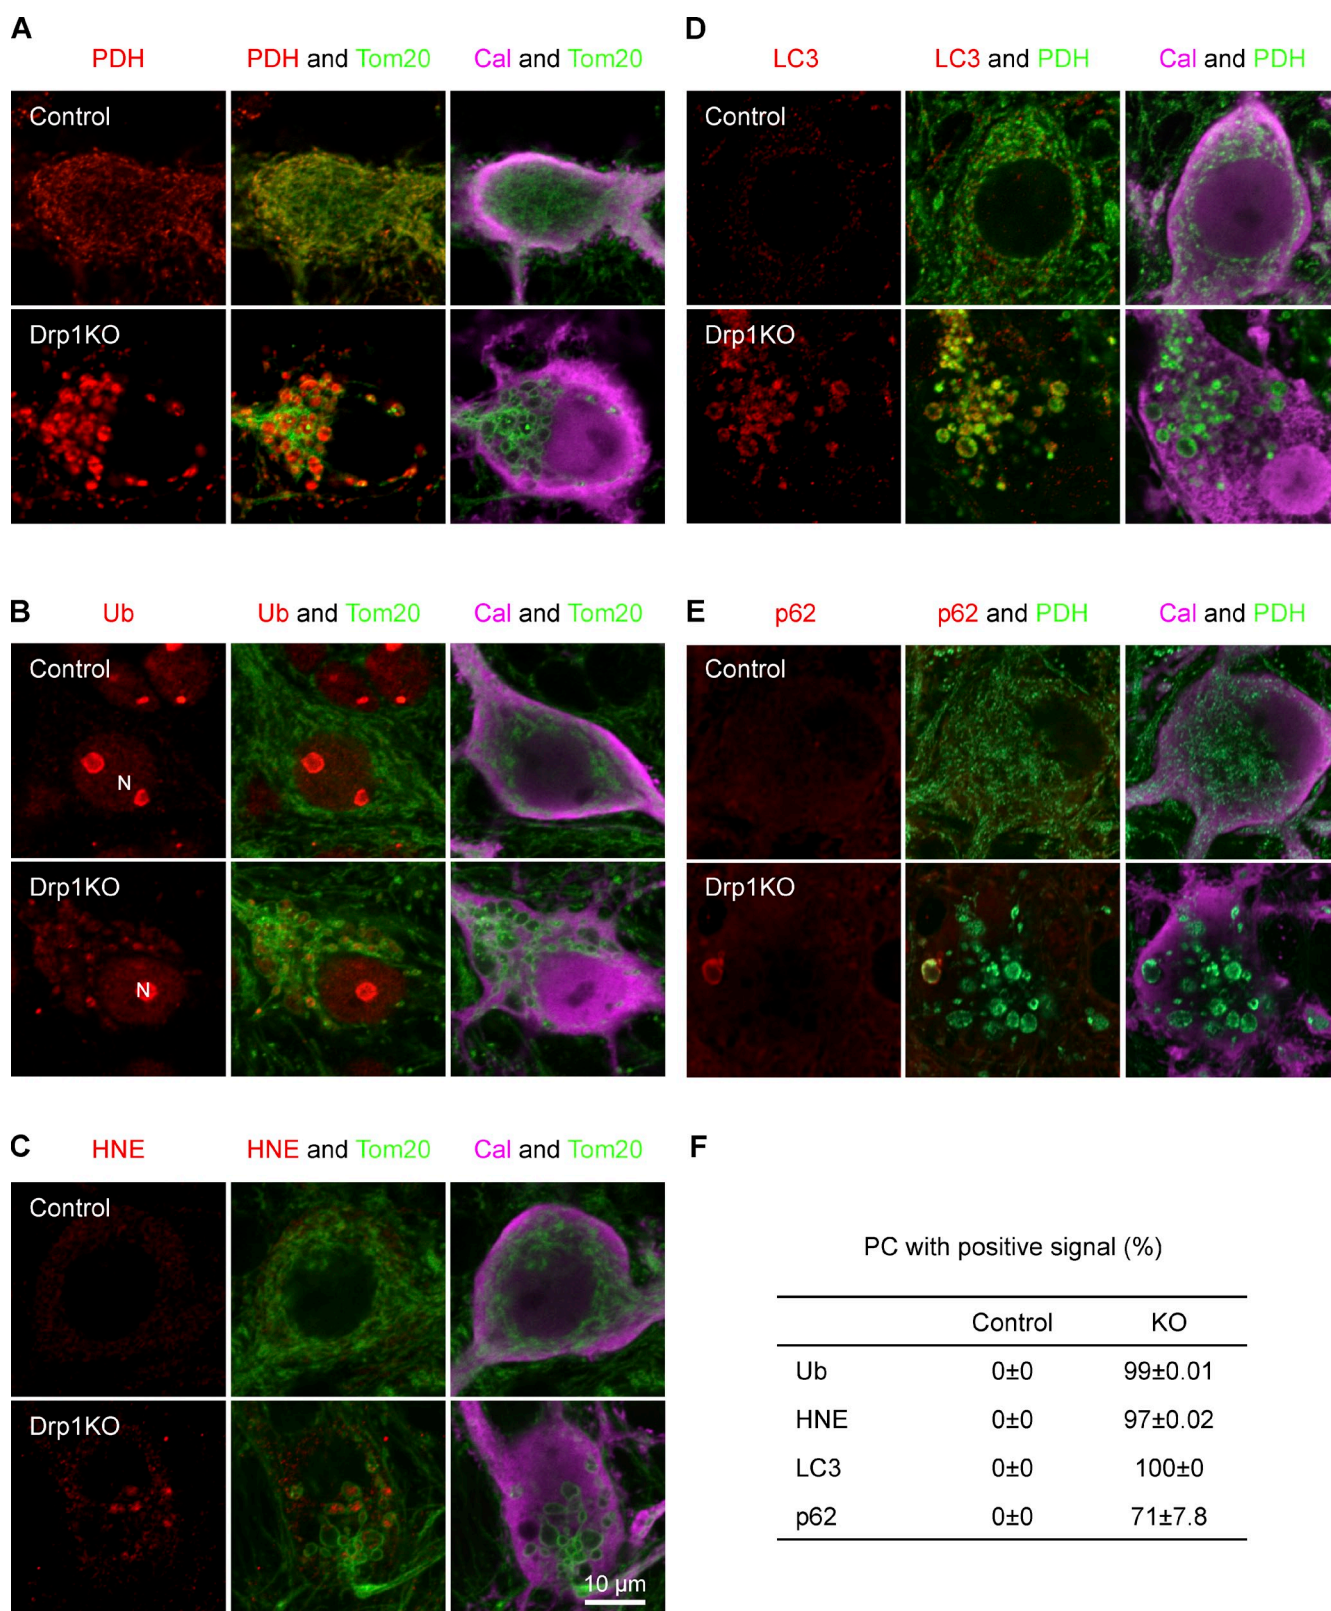 A
PDH
PDH and Tom20
Cal and Tom20
Control
Drp1KO
B
Ub
Ub and Tom20
Cal and Tom20
Control
N
Drp1KO
N
C
HNE
HNE and Tom20
Cal and Tom20
Control
Drp1KO
10 μm
D
LC3
LC3 and PDH
Cal and PDH
Control
Drp1KO
E
p62
p62 and PDH
Cal and PDH
Control
Drp1KO
F
PC with positive signal (%)
Control KO
Ub 0±0 99±0.01
HNE 0±0 97±0.02
LC3 0±0 100±0
p62 0±0 71±7.8